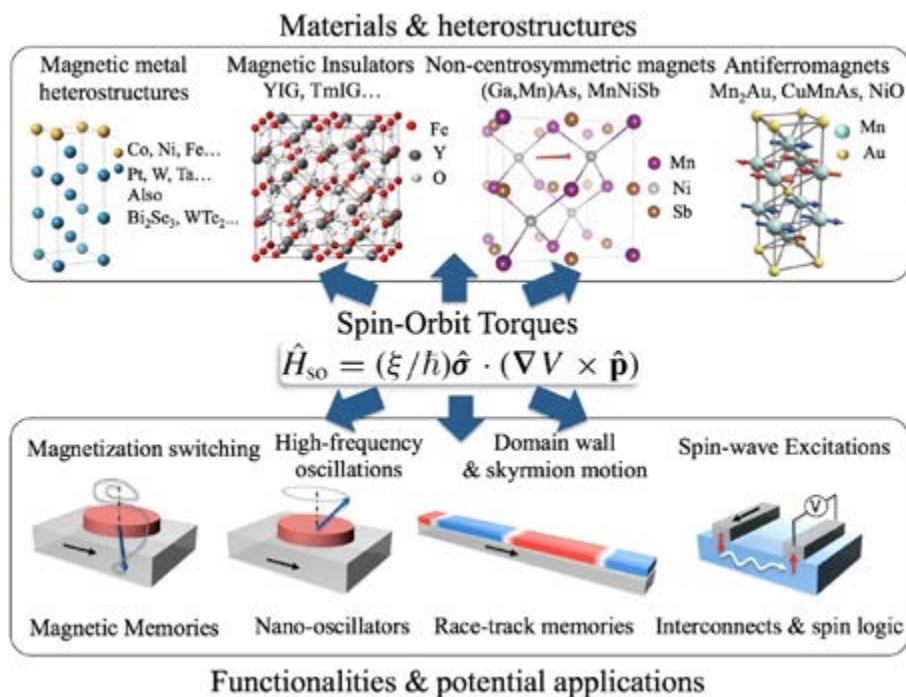 Materials & heterostructures
Magnetic metal
heterostructures
Co, Ni, Fe…
Pt, W, Ta…
Also
Bi₂Se₃, WTe₂…
Magnetic Insulators
YIG, TmIG…
Fe
Y
O
Non-centrosymmetric magnets
(Ga,Mn)As, MnNiSb
Mn
Ni
Sb
Antiferromagnets
Mn₂Au, CuMnAs, NiO
Mn
Au
Spin-Orbit Torques
Ĥ_so = (ξ/ħ)σ̂ · (∇V × p̂)
Magnetization switching
High-frequency
oscillations
Domain wall
& skyrmion motion
Spin-wave Excitations
V
Magnetic Memories
Nano-oscillators
Race-track memories
Interconnects & spin logic
Functionalities & potential applications